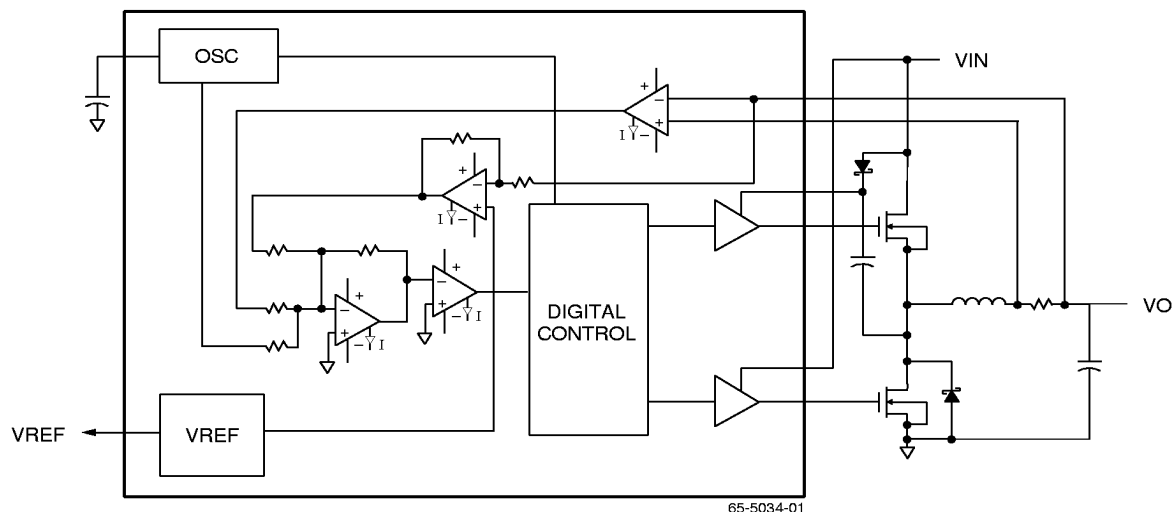 OSC
VIN
+
−
+
I
−
+
−
+
I
−
+
−
+
−
I
+
−
+
−
I
DIGITAL
CONTROL
VO
VREF
VREF
65-5034-01